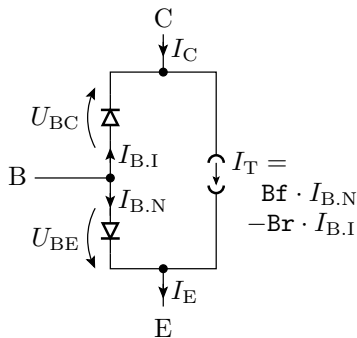 C
I_C
U_BC
I_B.I
B
I_B.N
U_BE
I_T =
Bf · I_B.N
−Br · I_B.I
I_E
E